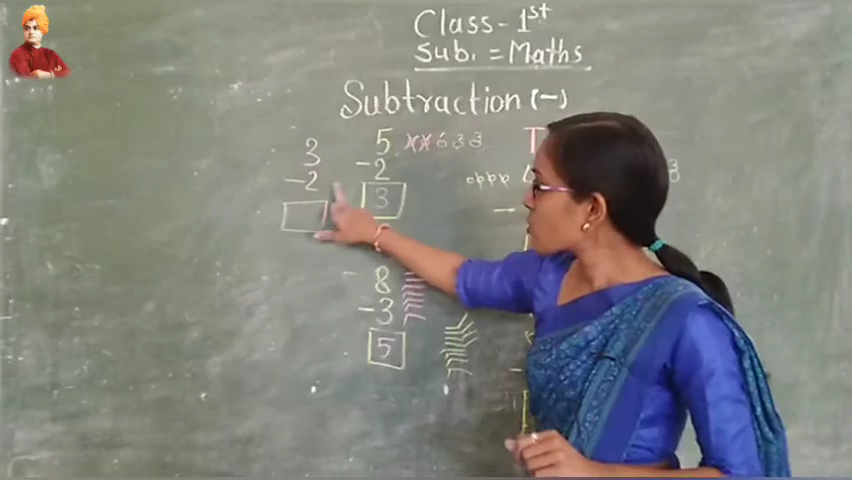 Class - 1st
Sub. = Maths
Subtraction (-)
3
-2
5
-2
3
8
-3
5
T